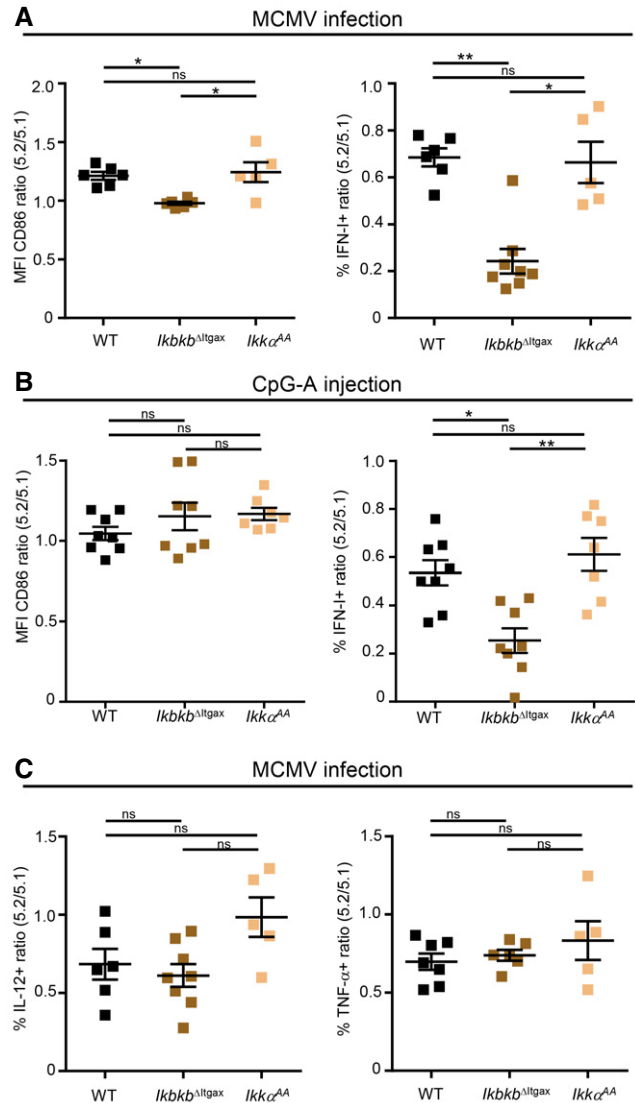 A
MCMV infection
*
ns
*
MFI CD86 ratio (5.2/5.1)
2.0
1.5
1.0
0.5
0
WT
Ikbkb^ΔItgax
Ikkα^AA
**
ns
*
% IFN-I+ ratio (5.2/5.1)
1.0
0.8
0.6
0.4
0.2
0
WT
Ikbkb^ΔItgax
Ikkα^AA
B
CpG-A injection
ns
ns
ns
MFI CD86 ratio (5.2/5.1)
1.5
1.0
0.5
0
WT
Ikbkb^ΔItgax
Ikkα^AA
*
ns
**
% IFN-I+ ratio (5.2/5.1)
1.0
0.8
0.6
0.4
0.2
0
WT
Ikbkb^ΔItgax
Ikkα^AA
C
MCMV infection
ns
ns
ns
% IL-12+ ratio (5.2/5.1)
1.5
1.0
0.5
0
WT
Ikbkb^ΔItgax
Ikkα^AA
ns
ns
ns
% TNF-α+ ratio (5.2/5.1)
1.5
1.0
0.5
0
WT
Ikbkb^ΔItgax
Ikkα^AA